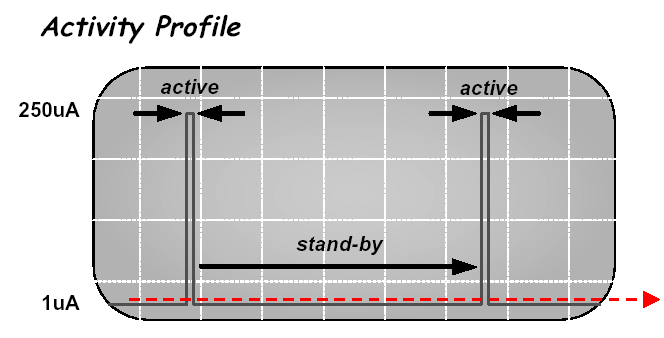 Activity Profile
active
active
250uA
stand-by
1uA